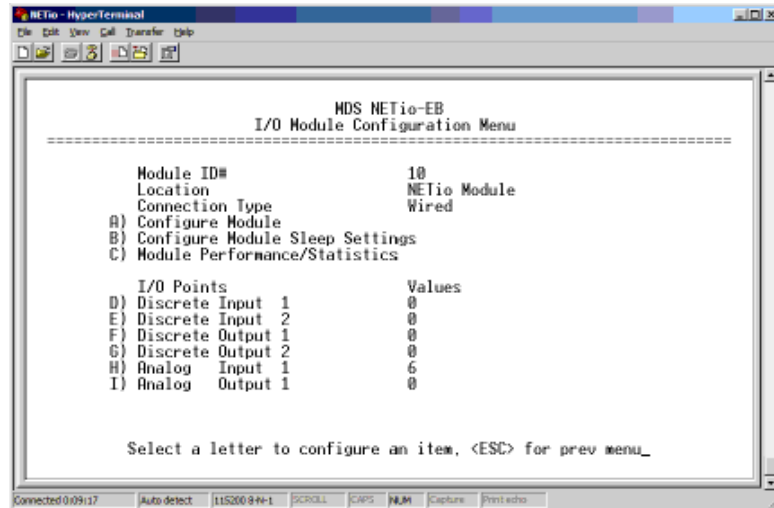 NETio - HyperTerminal
File Edit View Call Transfer Help
MDS NETio-EB
I/O Module Configuration Menu
==========================================================================
Module ID# 10
Location NETio Module
Connection Type Wired
A) Configure Module
B) Configure Module Sleep Settings
C) Module Performance/Statistics
I/O Points Values
D) Discrete Input 1 0
E) Discrete Input 2 0
F) Discrete Output 1 0
G) Discrete Output 2 0
H) Analog Input 1 6
I) Analog Output 1 0
Select a letter to configure an item, <ESC> for prev menu_
Connected 0:09:17 Auto detect 115200 8-N-1 SCROLL CAPS NUM Capture Print echo